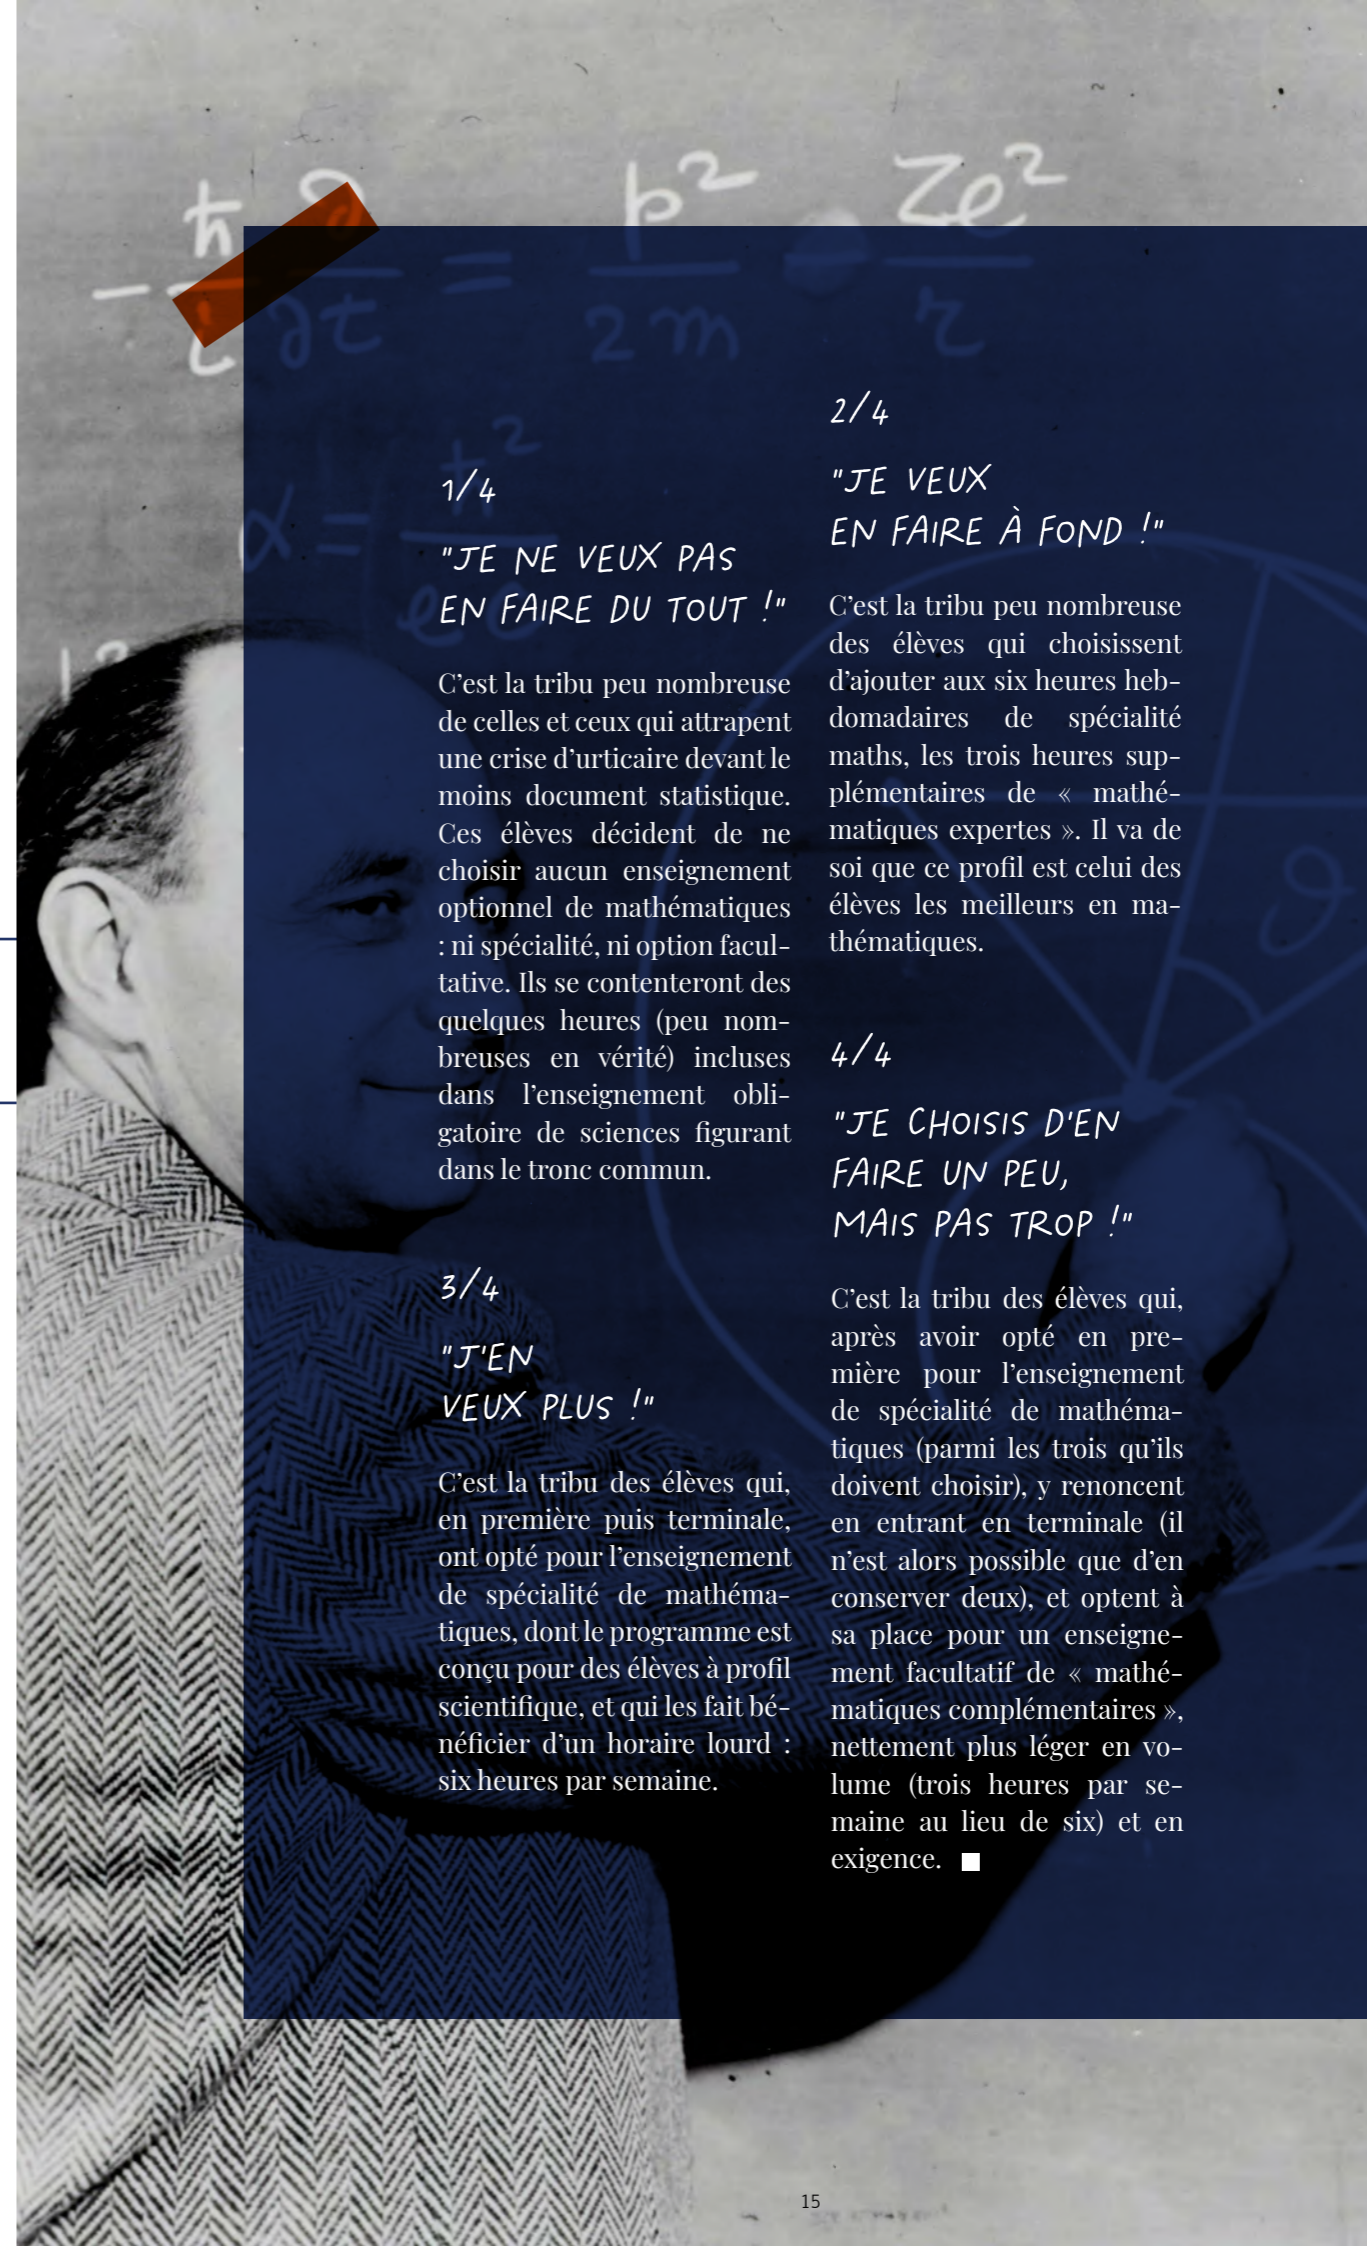 ħ ∂
- — — = p² — Ze²
i ∂t 2m r
α = ħ²
1/4
"JE NE VEUX PAS
EN FAIRE DU TOUT !"
C’est la tribu peu nombreuse
de celles et ceux qui attrapent
une crise d’urticaire devant le
moins document statistique.
Ces élèves décident de ne
choisir aucun enseignement
optionnel de mathématiques
: ni spécialité, ni option facul-
tative. Ils se contenteront des
quelques heures (peu nom-
breuses en vérité) incluses
dans l’enseignement obli-
gatoire de sciences figurant
dans le tronc commun.
2/4
"JE VEUX
EN FAIRE À FOND !"
C’est la tribu peu nombreuse
des élèves qui choisissent
d’ajouter aux six heures heb-
domadaires de spécialité
maths, les trois heures sup-
plémentaires de « mathé-
matiques expertes ». Il va de
soi que ce profil est celui des
élèves les meilleurs en ma-
thématiques.
3/4
"J'EN
VEUX PLUS !"
C’est la tribu des élèves qui,
en première puis terminale,
ont opté pour l’enseignement
de spécialité de mathéma-
tiques, dont le programme est
conçu pour des élèves à profil
scientifique, et qui les fait bé-
néficier d’un horaire lourd :
six heures par semaine.
4/4
"JE CHOISIS D'EN
FAIRE UN PEU,
MAIS PAS TROP !"
C’est la tribu des élèves qui,
après avoir opté en pre-
mière pour l’enseignement
de spécialité de mathéma-
tiques (parmi les trois qu’ils
doivent choisir), y renoncent
en entrant en terminale (il
n’est alors possible que d’en
conserver deux), et optent à
sa place pour un enseigne-
ment facultatif de « mathé-
matiques complémentaires »,
nettement plus léger en vo-
lume (trois heures par se-
maine au lieu de six) et en
exigence.
15